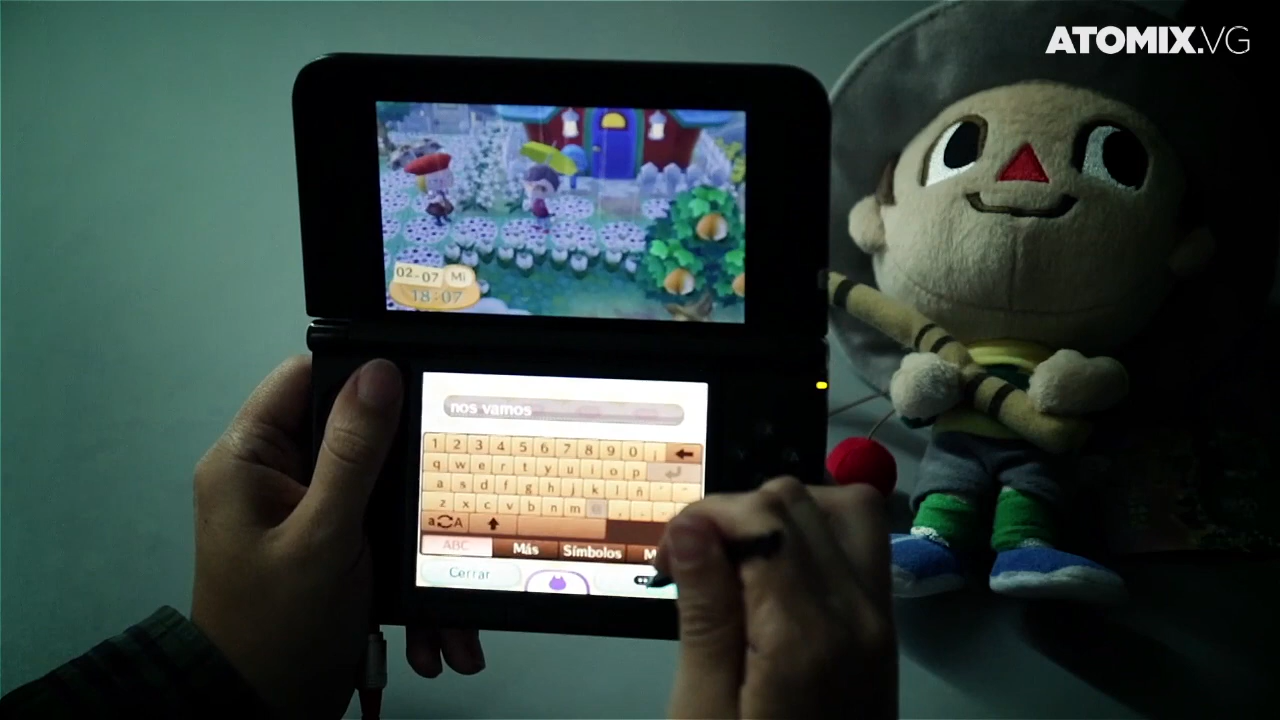 ATOMIX.VG
02-07 Mi
18:07
nos vamos
1 2 3 4 5 6 7 8 9 0
q w e r t y u i o p
a s d f g h j k l ñ
z x c v b n m
a A
ABC Más Símbolos M
Cerrar